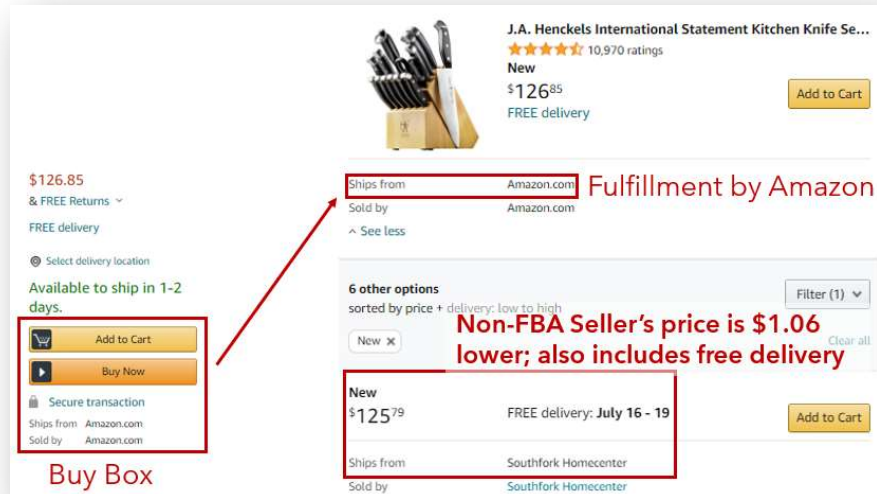 J.A. Henckels International Statement Kitchen Knife Se...
10,970 ratings
New
$126.85
Add to Cart
FREE delivery
$126.85
& FREE Returns
FREE delivery
Select delivery location
Available to ship in 1-2
days.
Add to Cart
Buy Now
Secure transaction
Ships from Amazon.com
Sold by Amazon.com
Buy Box
Ships from Amazon.com
Fulfillment by Amazon
Sold by Amazon.com
See less
6 other options
Filter (1)
sorted by price + delivery: low to high
New ×
Clear all
Non-FBA Seller's price is $1.06
lower; also includes free delivery
New
$125.79
FREE delivery: July 16 - 19
Add to Cart
Ships from Southfork Homecenter
Sold by Southfork Homecenter